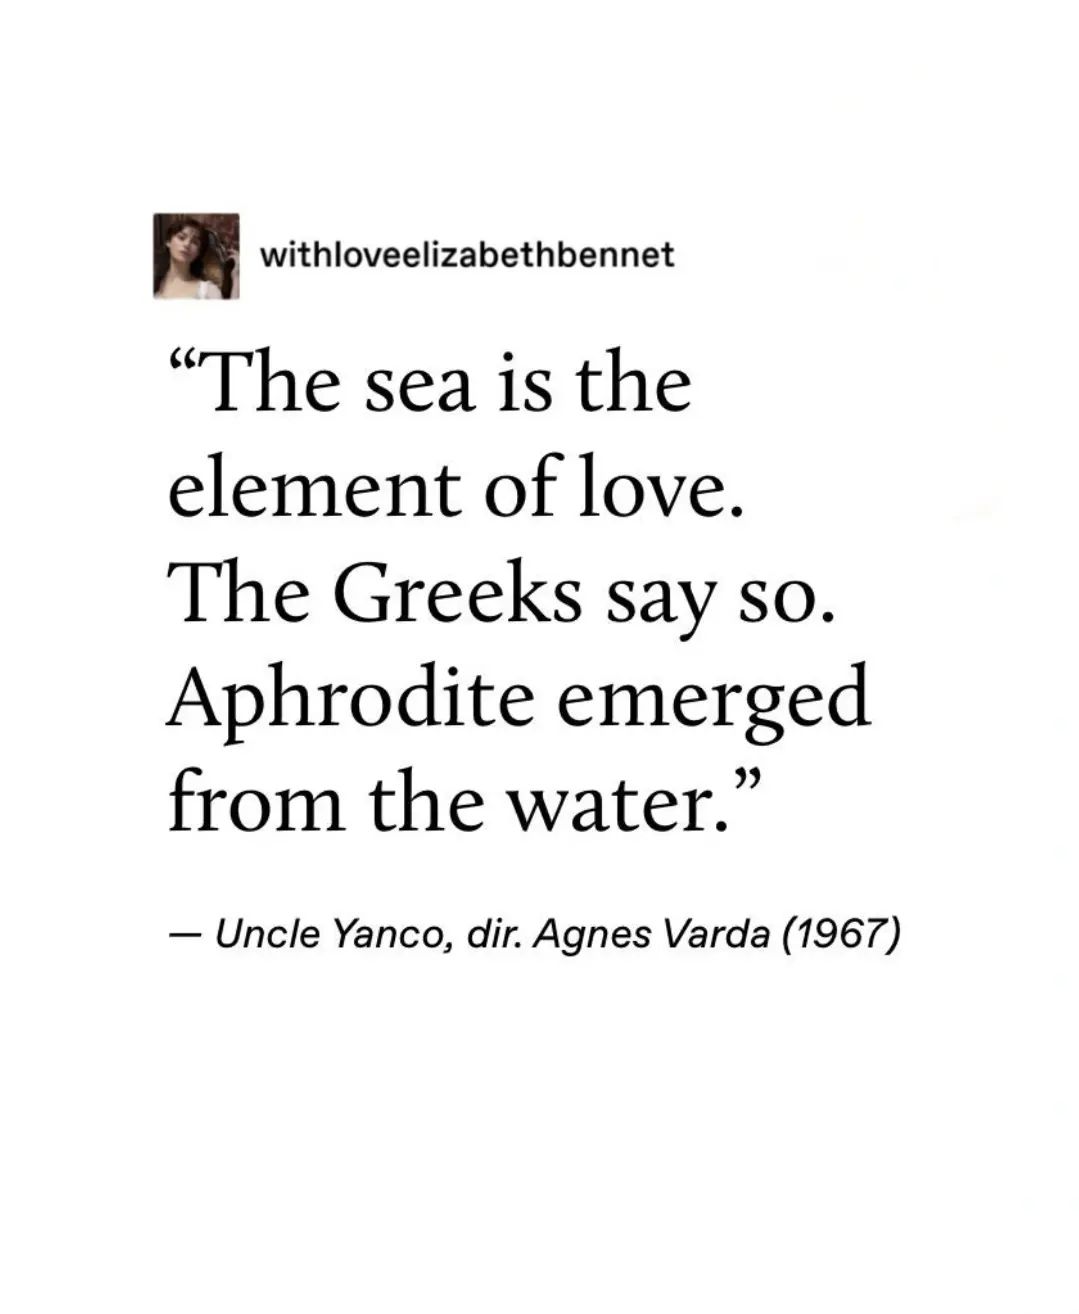 withloveelizabethbennet
“The sea is the
element of love.
The Greeks say so.
Aphrodite emerged
from the water.”
— Uncle Yanco, dir. Agnes Varda (1967)